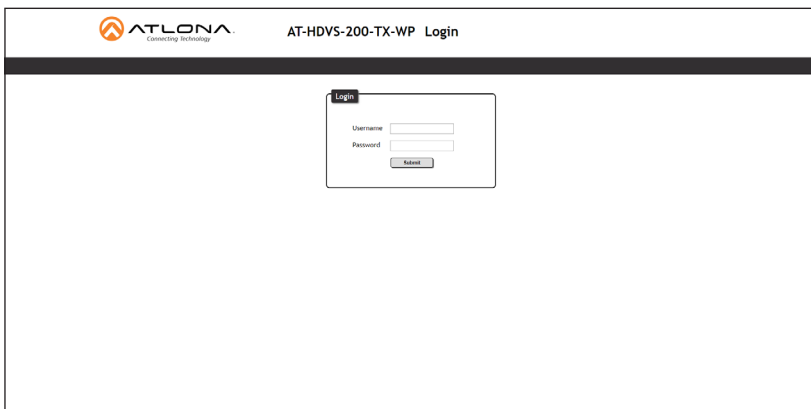 ATLONA
Connecting Technology
AT-HDVS-200-TX-WP Login
Login
Username
Password
Submit